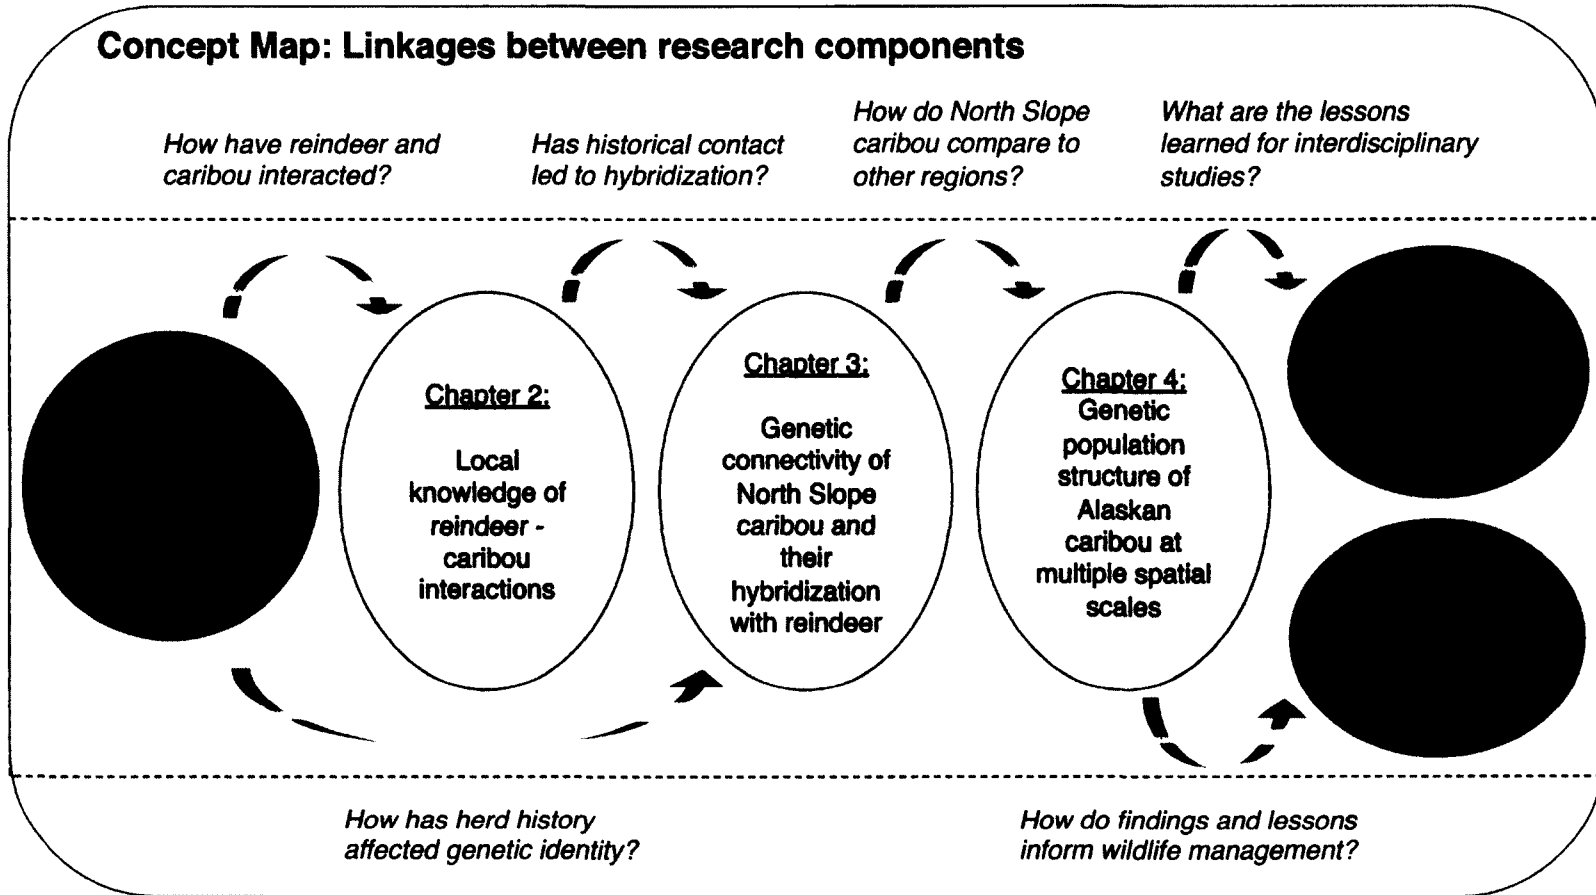 Concept Map: Linkages between research components
How have reindeer and
caribou interacted?
Has historical contact
led to hybridization?
How do North Slope
caribou compare to
other regions?
What are the lessons
learned for interdisciplinary
studies?
Chapter 2:
Local
knowledge of
reindeer -
caribou
interactions
Chapter 3:
Genetic
connectivity of
North Slope
caribou and
their
hybridization
with reindeer
Chapter 4:
Genetic
population
structure of
Alaskan
caribou at
multiple spatial
scales
How has herd history
affected genetic identity?
How do findings and lessons
inform wildlife management?